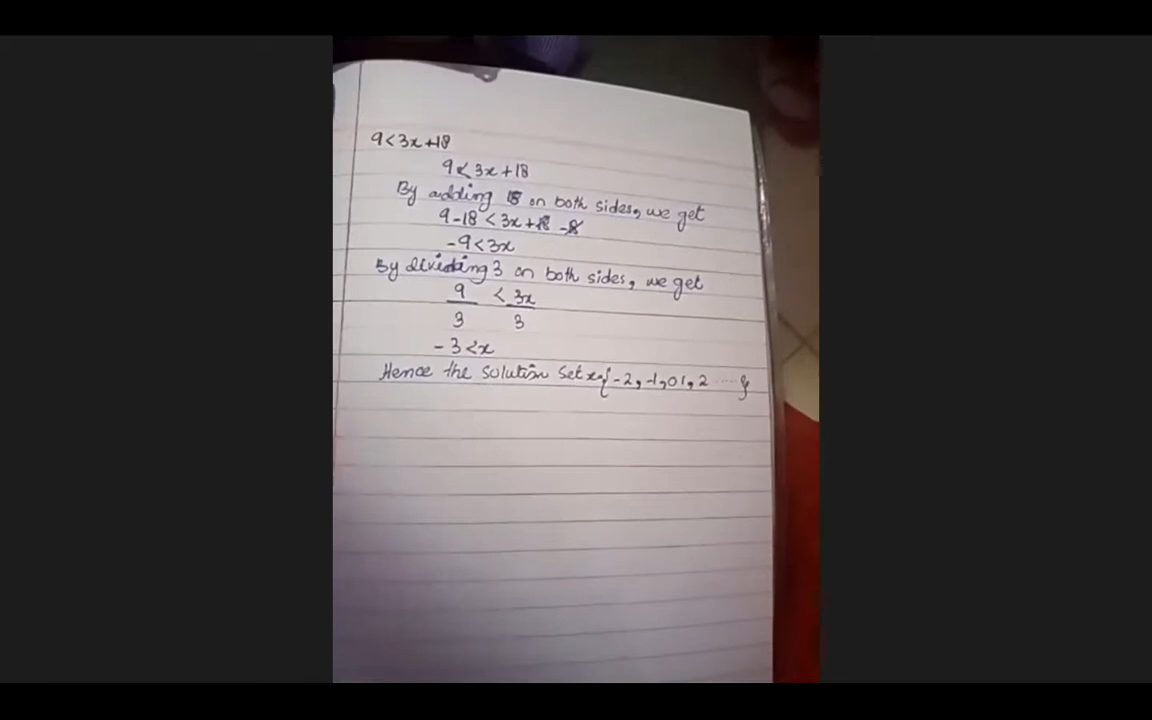 9<3x+18
9<3x+18
By adding 18 on both sides, we get
9-18<3x+18 -18
-9<3x
By dividing 3 on both sides, we get
9/3 < 3x/3
-3<x
Hence the solution set x={-2, -1, 0 1, 2 ..... }